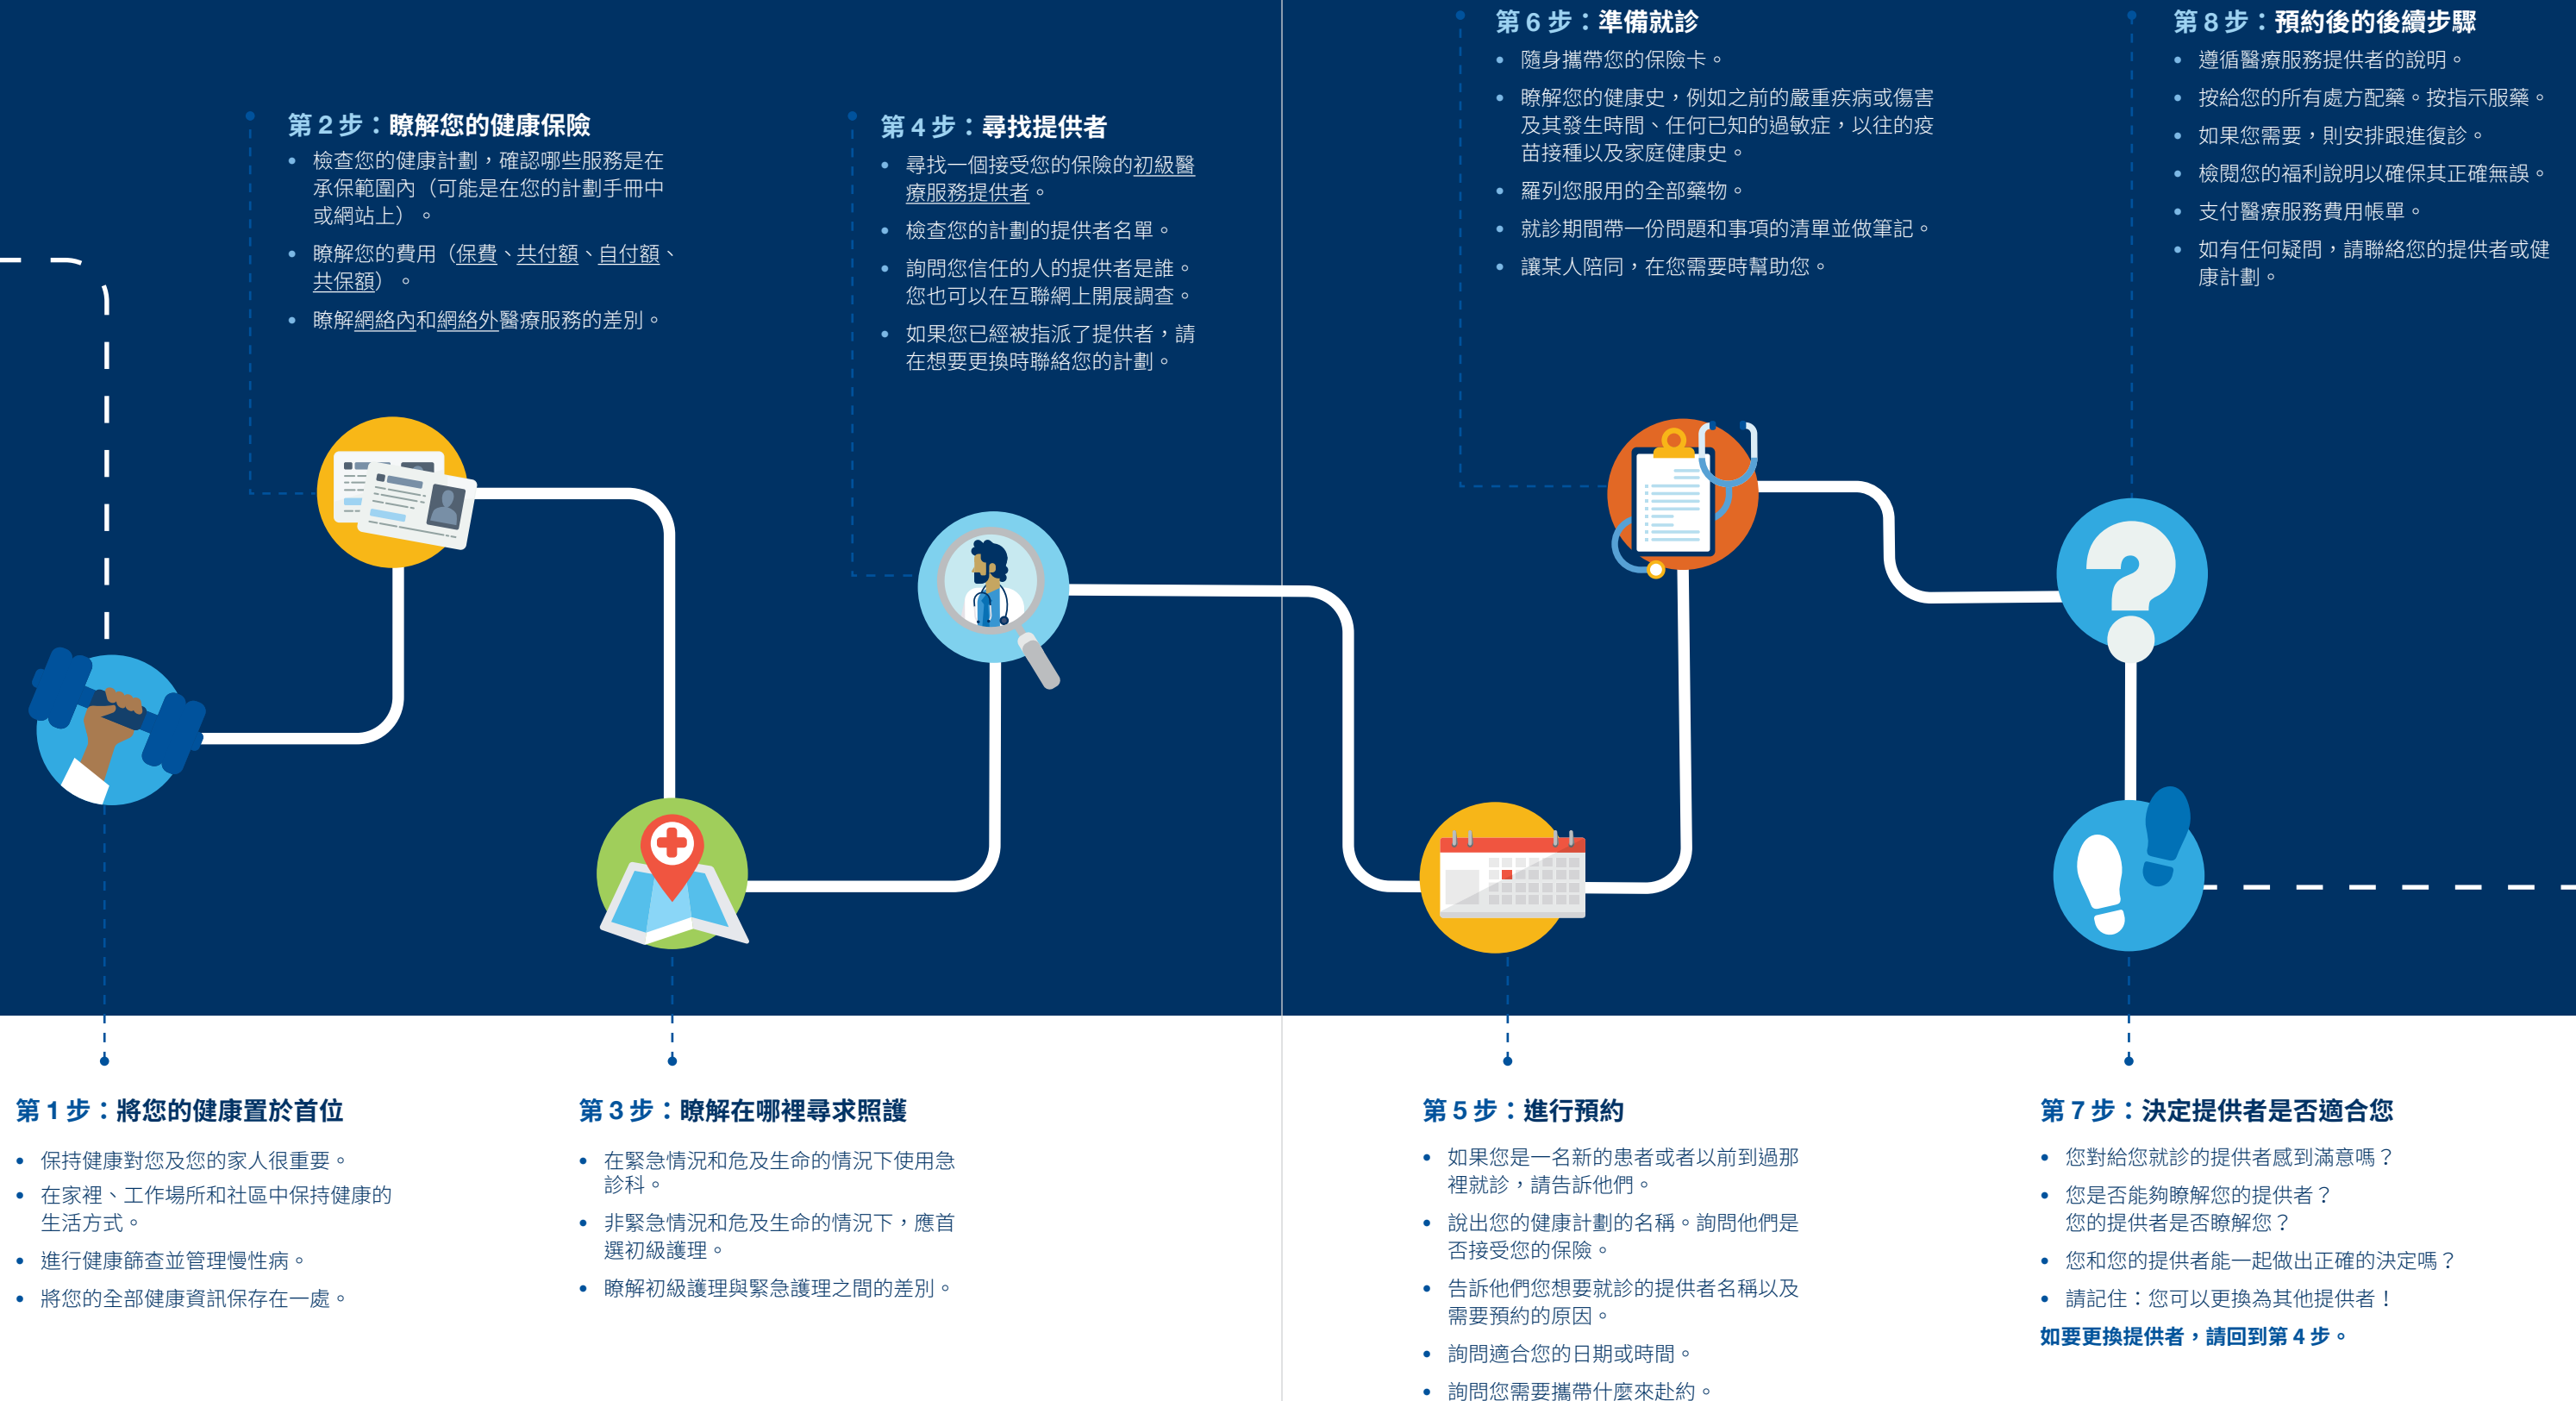 第 1 步：將您的健康置於首位
• 保持健康對您及您的家人很重要。
• 在家裡、工作場所和社區中保持健康的
生活方式。
• 進行健康篩查並管理慢性病。
• 將您的全部健康資訊保存在一處。
第 2 步：瞭解您的健康保險
• 檢查您的健康計劃，確認哪些服務是在
承保範圍內（可能是在您的計劃手冊中
或網站上）。
• 瞭解您的費用（保費、共付額、自付額、
共保額）。
• 瞭解網絡內和網絡外醫療服務的差別。
第 3 步：瞭解在哪裡尋求照護
• 在緊急情況和危及生命的情況下使用急
診科。
• 非緊急情況和危及生命的情況下，應首
選初級護理。
• 瞭解初級護理與緊急護理之間的差別。
第 4 步：尋找提供者
• 尋找一個接受您的保險的初級醫
療服務提供者。
• 檢查您的計劃的提供者名單。
• 詢問您信任的人的提供者是誰。
您也可以在互聯網上開展調查。
• 如果您已經被指派了提供者，請
在想要更換時聯絡您的計劃。
第 5 步：進行預約
• 如果您是一名新的患者或者以前到過那
裡就診，請告訴他們。
• 說出您的健康計劃的名稱。詢問他們是
否接受您的保險。
• 告訴他們您想要就診的提供者名稱以及
需要預約的原因。
• 詢問適合您的日期或時間。
• 詢問您需要攜帶什麼來赴約。
第 6 步：準備就診
• 隨身攜帶您的保險卡。
• 瞭解您的健康史，例如之前的嚴重疾病或傷害
及其發生時間、任何已知的過敏症，以往的疫
苗接種以及家庭健康史。
• 羅列您服用的全部藥物。
• 就診期間帶一份問題和事項的清單並做筆記。
• 讓某人陪同，在您需要時幫助您。
第 7 步：決定提供者是否適合您
• 您對給您就診的提供者感到滿意嗎？
• 您是否能夠瞭解您的提供者？
您的提供者是否瞭解您？
• 您和您的提供者能一起做出正確的決定嗎？
• 請記住：您可以更換為其他提供者！
如要更換提供者，請回到第 4 步。
第 8 步：預約後的後續步驟
• 遵循醫療服務提供者的說明。
• 按給您的所有處方配藥。按指示服藥。
• 如果您需要，則安排跟進復診。
• 檢閱您的福利說明以確保其正確無誤。
• 支付醫療服務費用帳單。
• 如有任何疑問，請聯絡您的提供者或健
康計劃。